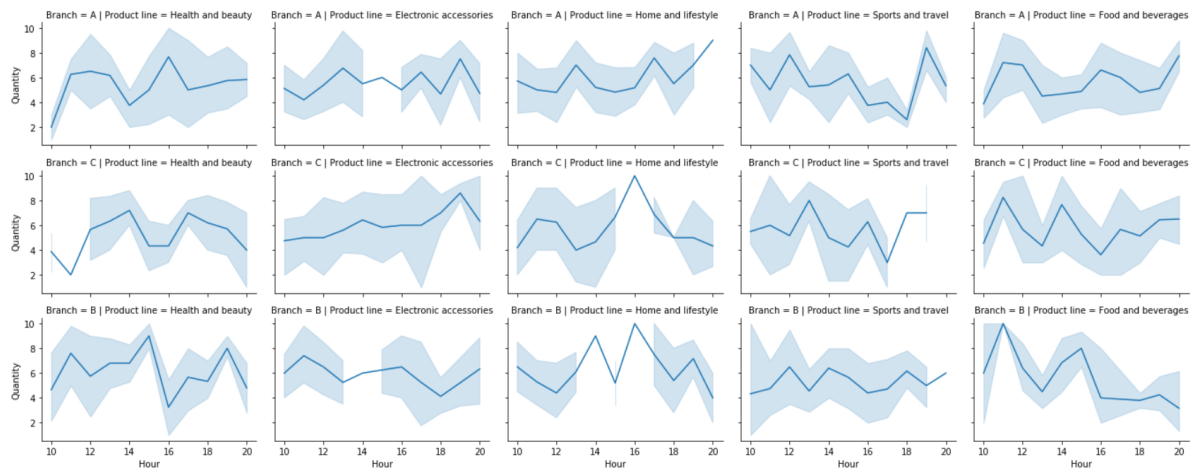 Branch = A | Product line = Health and beauty
Branch = A | Product line = Electronic accessories
Branch = A | Product line = Home and lifestyle
Branch = A | Product line = Sports and travel
Branch = A | Product line = Food and beverages
10
8
6
4
2
Quantity
Branch = C | Product line = Health and beauty
Branch = C | Product line = Electronic accessories
Branch = C | Product line = Home and lifestyle
Branch = C | Product line = Sports and travel
Branch = C | Product line = Food and beverages
10
8
6
4
2
Quantity
Branch = B | Product line = Health and beauty
Branch = B | Product line = Electronic accessories
Branch = B | Product line = Home and lifestyle
Branch = B | Product line = Sports and travel
Branch = B | Product line = Food and beverages
10
8
6
4
2
Quantity
10 12 14 16 18 20
10 12 14 16 18 20
10 12 14 16 18 20
10 12 14 16 18 20
10 12 14 16 18 20
Hour
Hour
Hour
Hour
Hour